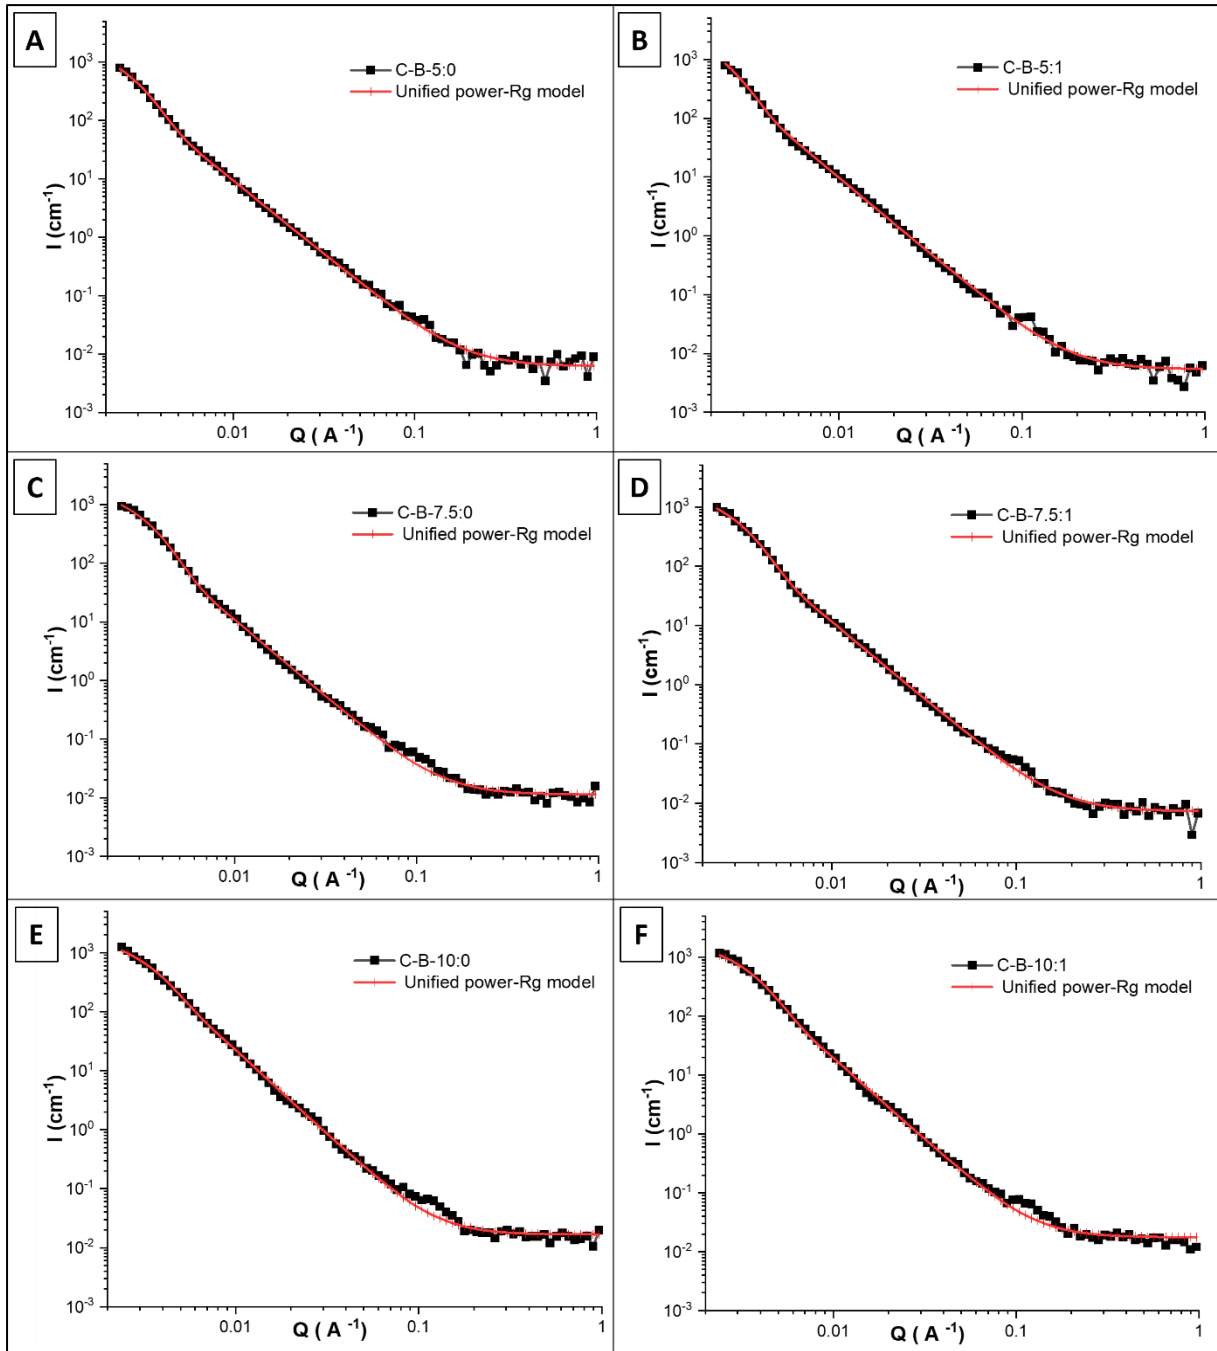 A
C-B-5:0
Unified power-Rg model
I (cm⁻¹)
10³
10²
10¹
10⁰
10⁻¹
10⁻²
10⁻³
0.01
0.1
1
Q ( A⁻¹)
B
C-B-5:1
Unified power-Rg model
I (cm⁻¹)
10³
10²
10¹
10⁰
10⁻¹
10⁻²
10⁻³
0.01
0.1
1
Q ( A⁻¹)
C
C-B-7.5:0
Unified power-Rg model
I (cm⁻¹)
10³
10²
10¹
10⁰
10⁻¹
10⁻²
10⁻³
0.01
0.1
1
Q ( A⁻¹)
D
C-B-7.5:1
Unified power-Rg model
I (cm⁻¹)
10³
10²
10¹
10⁰
10⁻¹
10⁻²
10⁻³
0.01
0.1
1
Q ( A⁻¹)
E
C-B-10:0
Unified power-Rg model
I (cm⁻¹)
10³
10²
10¹
10⁰
10⁻¹
10⁻²
10⁻³
0.01
0.1
1
Q ( A⁻¹)
F
C-B-10:1
Unified power-Rg model
I (cm⁻¹)
10³
10²
10¹
10⁰
10⁻¹
10⁻²
10⁻³
0.01
0.1
1
Q ( A⁻¹)